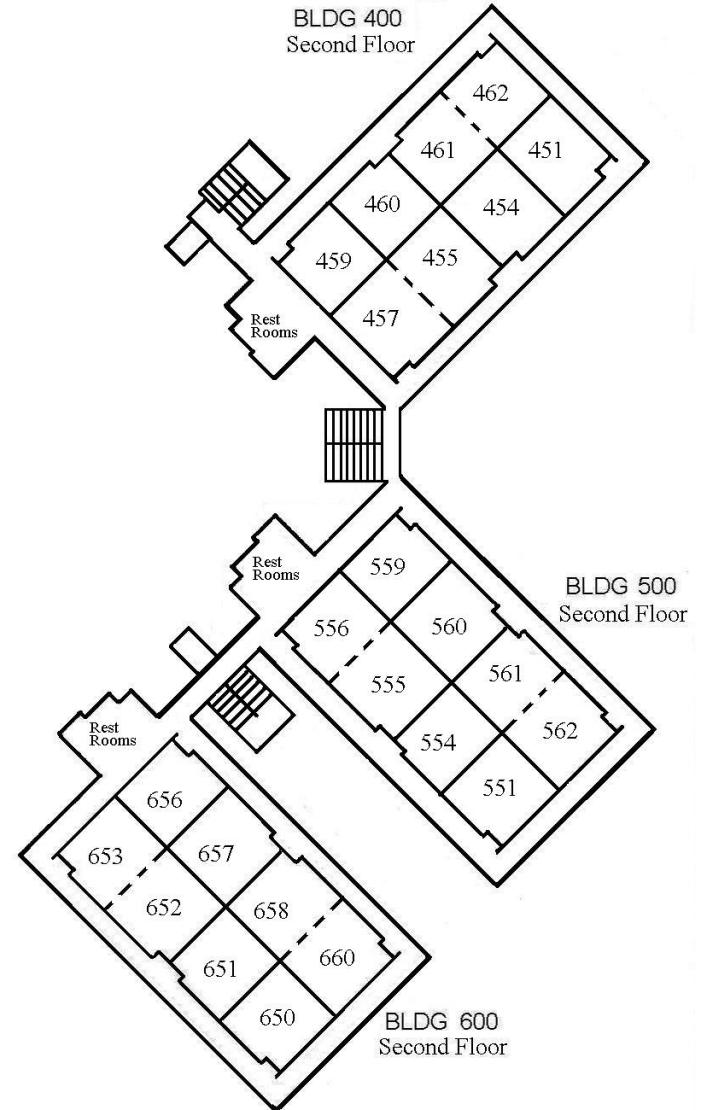 BLDG 400
Second Floor
462
461
451
460
454
459
455
457
Rest
Rooms
Rest
Rooms
559
BLDG 500
Second Floor
556
560
555
561
554
562
551
Rest
Rooms
656
653
657
652
658
651
660
650
BLDG 600
Second Floor